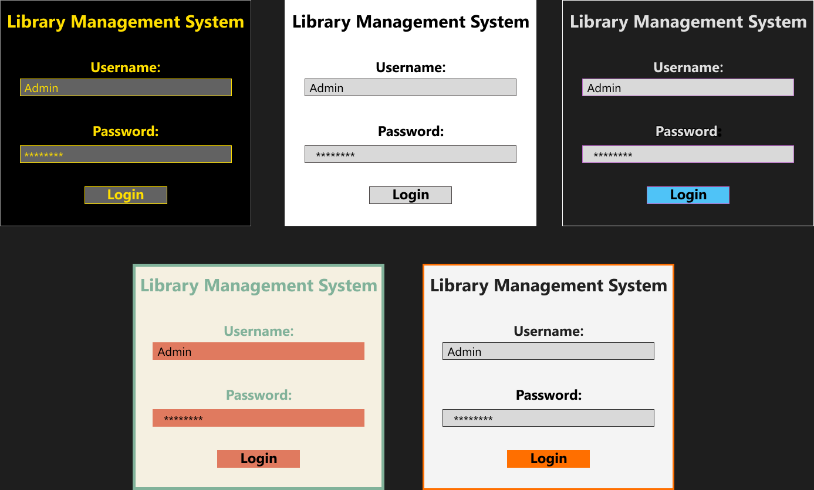 Library Management System
Username:
Admin
Password:
********
Login
Library Management System
Username:
Admin
Password:
********
Login
Library Management System
Username:
Admin
Password:
********
Login
Library Management System
Username:
Admin
Password:
********
Login
Library Management System
Username:
Admin
Password:
********
Login